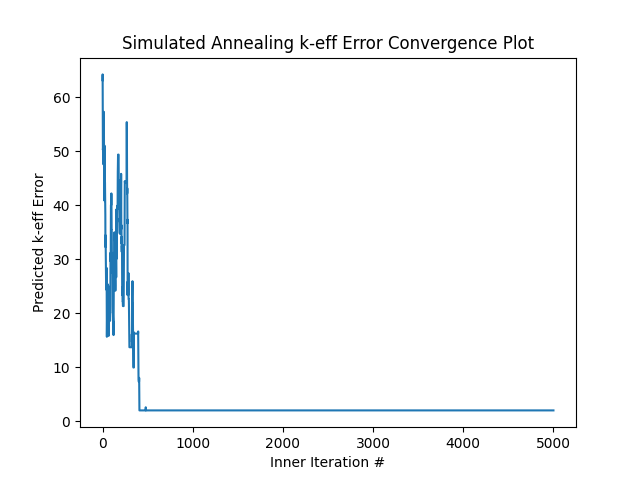 Simulated Annealing k-eff Error Convergence Plot
Predicted k-eff Error
60
50
40
30
20
10
0
0 1000 2000 3000 4000 5000
Inner Iteration #